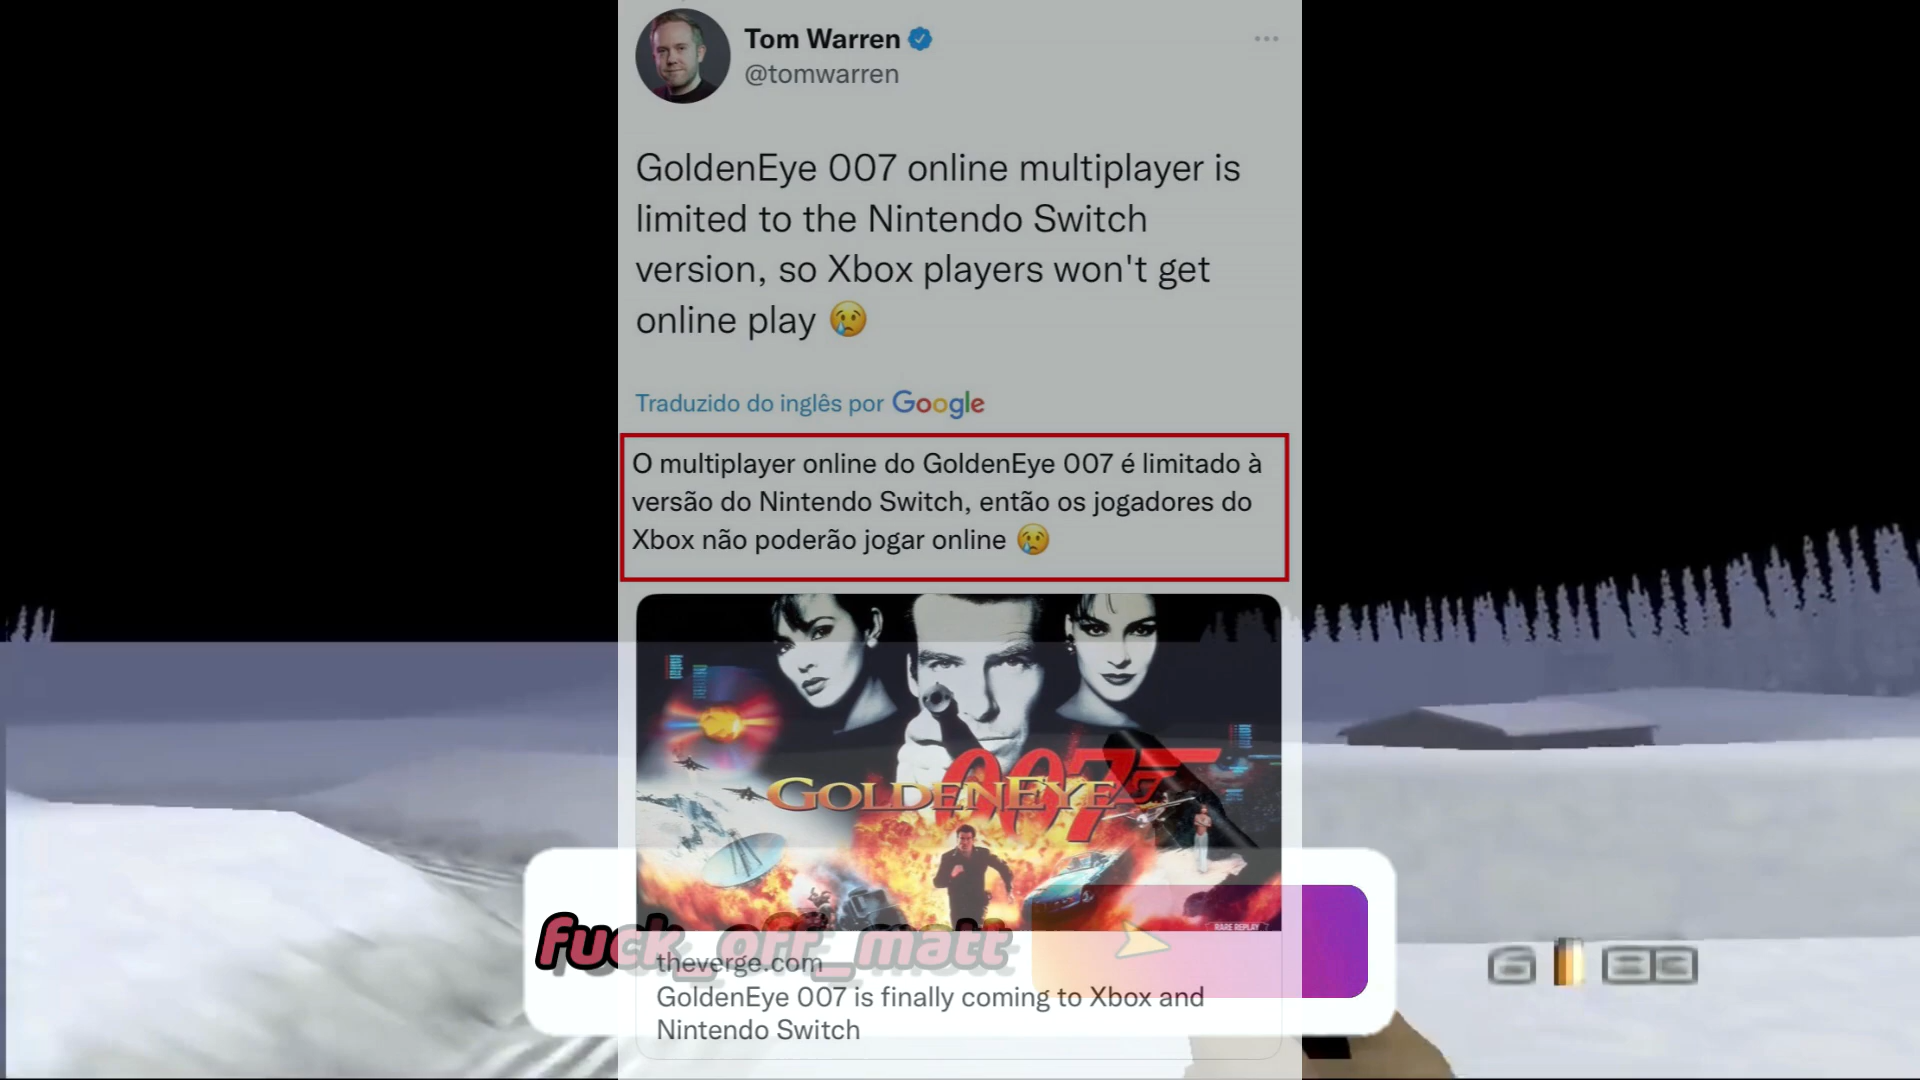 Tom Warren
@tomwarren
GoldenEye 007 online multiplayer is
limited to the Nintendo Switch
version, so Xbox players won't get
online play 😢
Traduzido do inglês por Google
O multiplayer online do GoldenEye 007 é limitado à
versão do Nintendo Switch, então os jogadores do
Xbox não poderão jogar online 😢
007
GOLDENEYE
RARE REPLAY
fuck_off_matt
theverge.com
GoldenEye 007 is finally coming to Xbox and
Nintendo Switch